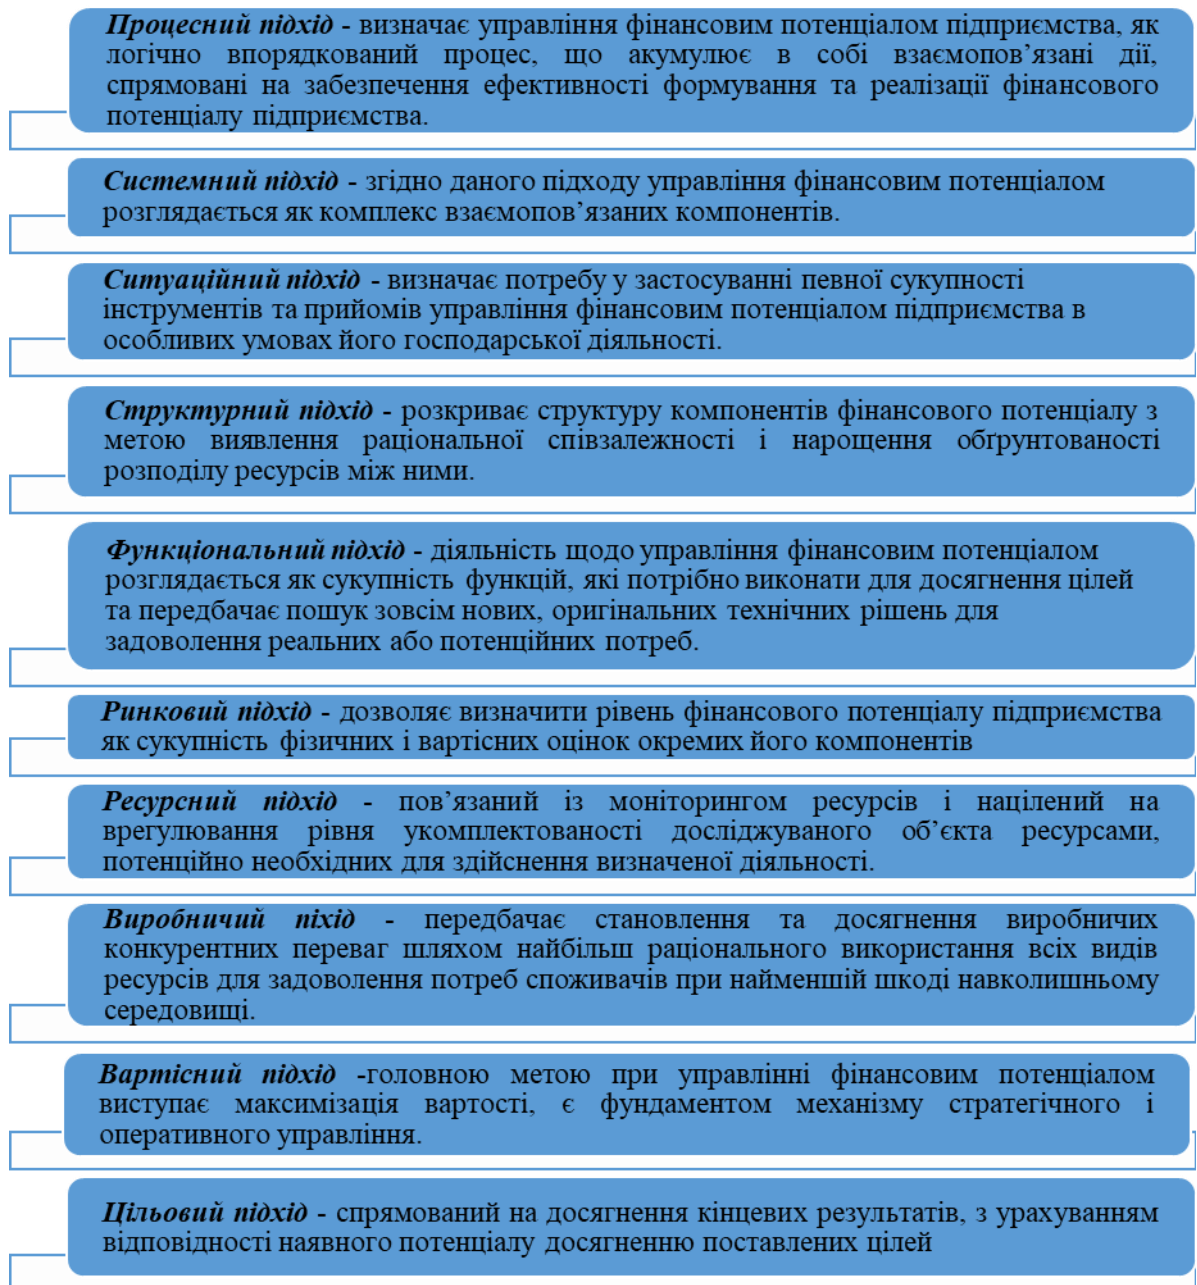 Процесний підхід - визначає управління фінансовим потенціалом підприємства, як
логічно впорядкований процес, що акумулює в собі взаємопов’язані дії,
спрямовані на забезпечення ефективності формування та реалізації фінансового
потенціалу підприємства.
Системний підхід - згідно даного підходу управління фінансовим потенціалом
розглядається як комплекс взаємопов’язаних компонентів.
Ситуаційний підхід - визначає потребу у застосуванні певної сукупності
інструментів та прийомів управління фінансовим потенціалом підприємства в
особливих умовах його господарської діяльності.
Структурний підхід - розкриває структуру компонентів фінансового потенціалу з
метою виявлення раціональної співзалежності і нарощення обґрунтованості
розподілу ресурсів між ними.
Функціональний підхід - діяльність щодо управління фінансовим потенціалом
розглядається як сукупність функцій, які потрібно виконати для досягнення цілей
та передбачає пошук зовсім нових, оригінальних технічних рішень для
задоволення реальних або потенційних потреб.
Ринковий підхід - дозволяє визначити рівень фінансового потенціалу підприємства
як сукупність фізичних і вартісних оцінок окремих його компонентів
Ресурсний підхід - пов’язаний із моніторингом ресурсів і націлений на
врегулювання рівня укомплектованості досліджуваного об’єкта ресурсами,
потенційно необхідних для здійснення визначеної діяльності.
Виробничий піхід - передбачає становлення та досягнення виробничих
конкурентних переваг шляхом найбільш раціонального використання всіх видів
ресурсів для задоволення потреб споживачів при найменшій шкоді навколишньому
середовищі.
Вартісний підхід -головною метою при управлінні фінансовим потенціалом
виступає максимізація вартості, є фундаментом механізму стратегічного і
оперативного управління.
Цільовий підхід - спрямований на досягнення кінцевих результатів, з урахуванням
відповідності наявного потенціалу досягненню поставлених цілей